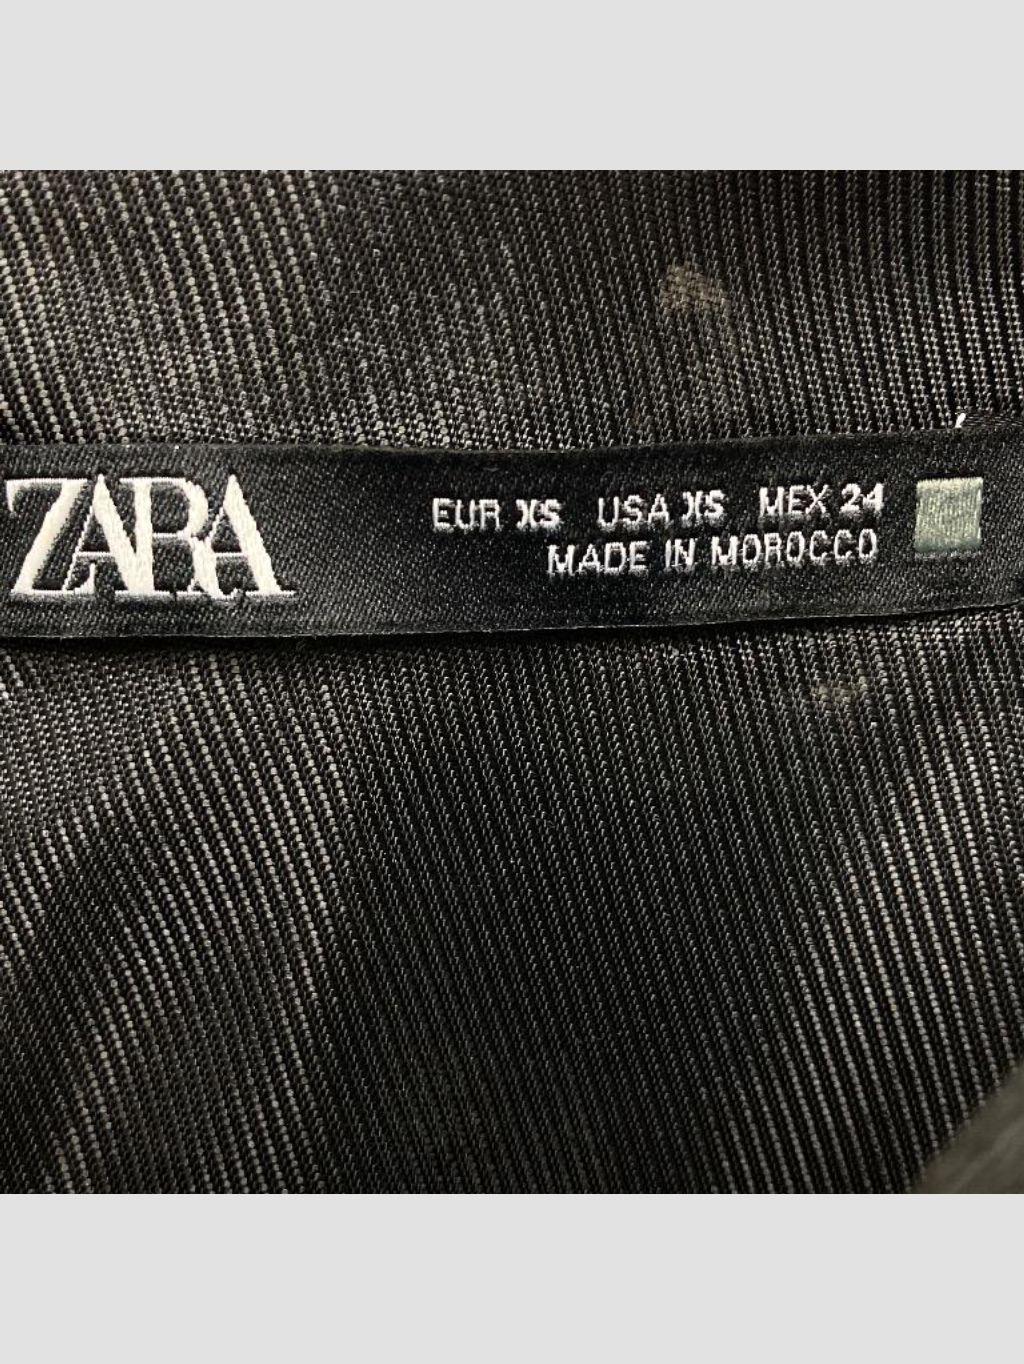 ZARA
EUR XS USA XS MEX 24
MADE IN MOROCCO